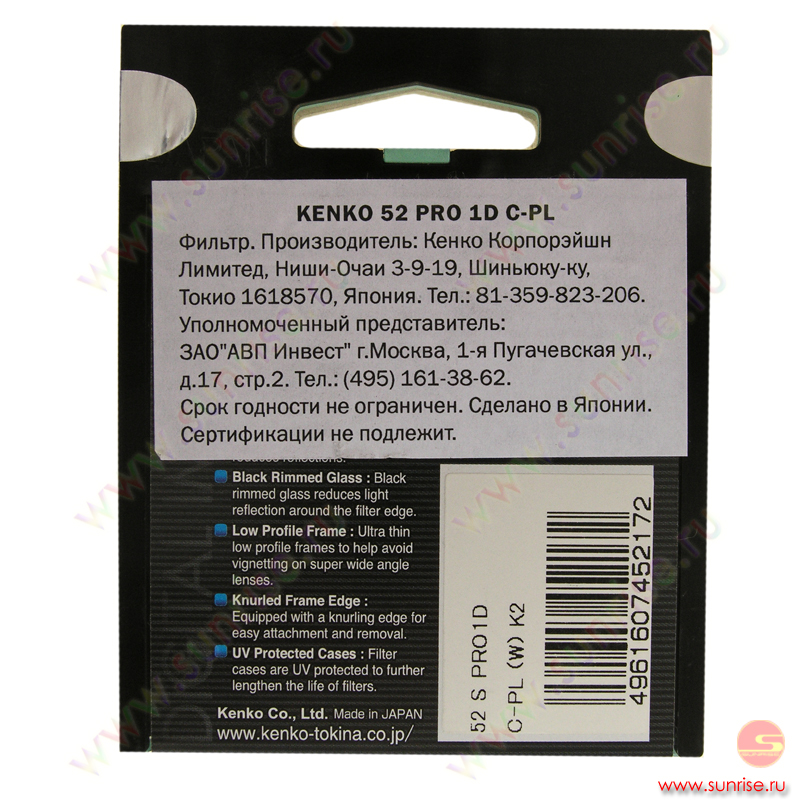 KENKO 52 PRO 1D C-PL
Фильтр. Производитель: Кенко Корпорэйшн
Лимитед, Ниши-Очаи 3-9-19, Шиньюку-ку,
Токио 1618570, Япония. Тел.: 81-359-823-206.
Уполномоченный представитель:
ЗАО"АВП Инвест" г.Москва, 1-я Пугачевская ул.,
д.17, стр.2. Тел.: (495) 161-38-62.
Срок годности не ограничен. Сделано в Японии.
Сертификации не подлежит.
reduces reflections.
Black Rimmed Glass : Black
rimmed glass reduces light
reflection around the filter edge.
Low Profile Frame : Ultra thin
low profile frames to help avoid
vignetting on super wide angle
lenses.
Knurled Frame Edge :
Equipped with a knurling edge for
easy attachment and removal.
UV Protected Cases : Filter
cases are UV protected to further
lengthen the life of filters.
Kenko Co., Ltd. Made in JAPAN
www.kenko-tokina.co.jp/
52 S PRO1D
C-PL (W) K2
4961607452172
www.sunrise.ru